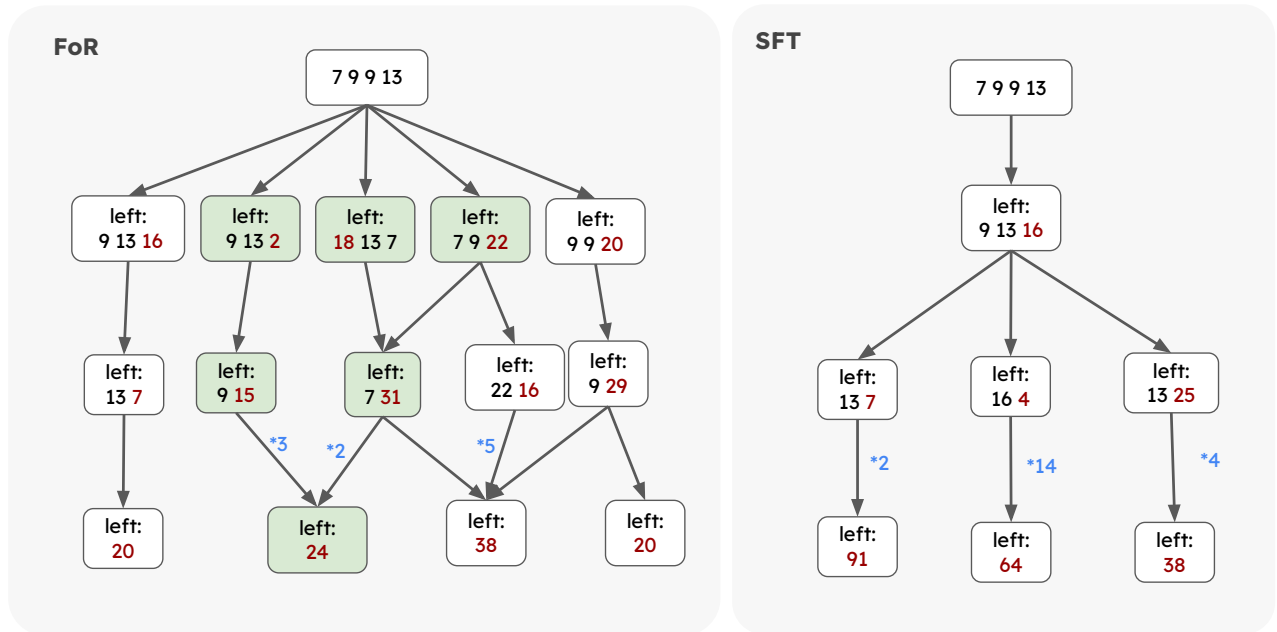 FoR
7 9 9 13
left:
9 13 16
left:
9 13 2
left:
18 13 7
left:
7 9 22
left:
9 9 20
left:
13 7
left:
9 15
left:
7 31
left:
22 16
left:
9 29
*3
*2
*5
left:
20
left:
24
left:
38
left:
20
SFT
7 9 9 13
left:
9 13 16
left:
13 7
left:
16 4
left:
13 25
*2
*14
*4
left:
91
left:
64
left:
38